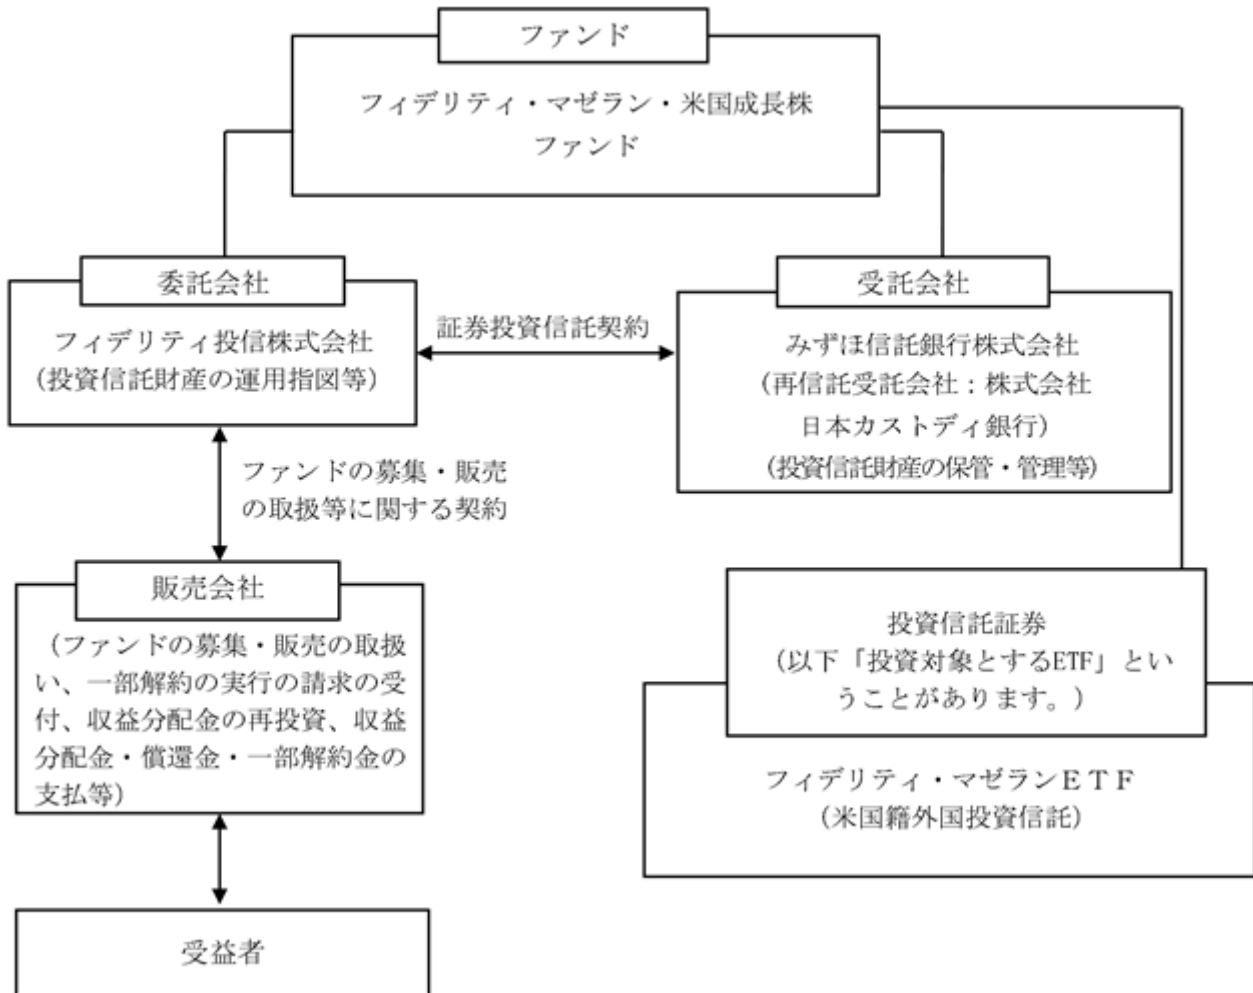 ファンド
フィデリティ・マゼラン・米国成長株
ファンド
委託会社
フィデリティ投信株式会社
(投資信託財産の運用指図等)
証券投資信託契約
受託会社
みずほ信託銀行株式会社
(再信託受託会社:株式会社
日本カストディ銀行)
(投資信託財産の保管・管理等)
ファンドの募集・販売
の取扱等に関する契約
販売会社
(ファンドの募集・販売の取扱
い、一部解約の実行の請求の受
付、収益分配金の再投資、収益
分配金・償還金・一部解約金の
支払等)
投資信託証券
(以下「投資対象とするETF」とい
うことがあります。)
フィデリティ・マゼランETF
(米国籍外国投資信託)
受益者